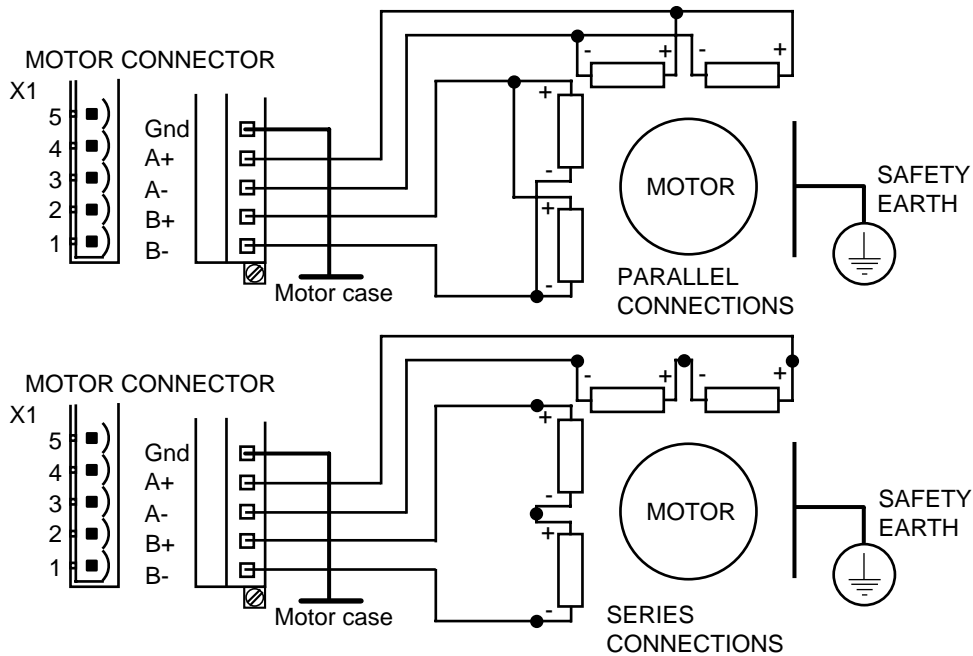 MOTOR CONNECTOR
X1
5
4
3
2
1
Gnd
A+
A-
B+
B-
Motor case
- + - +
+
-
+
-
MOTOR
SAFETY
EARTH
PARALLEL
CONNECTIONS
MOTOR CONNECTOR
X1
5
4
3
2
1
Gnd
A+
A-
B+
B-
Motor case
- + - +
+
-
+
-
MOTOR
SAFETY
EARTH
SERIES
CONNECTIONS